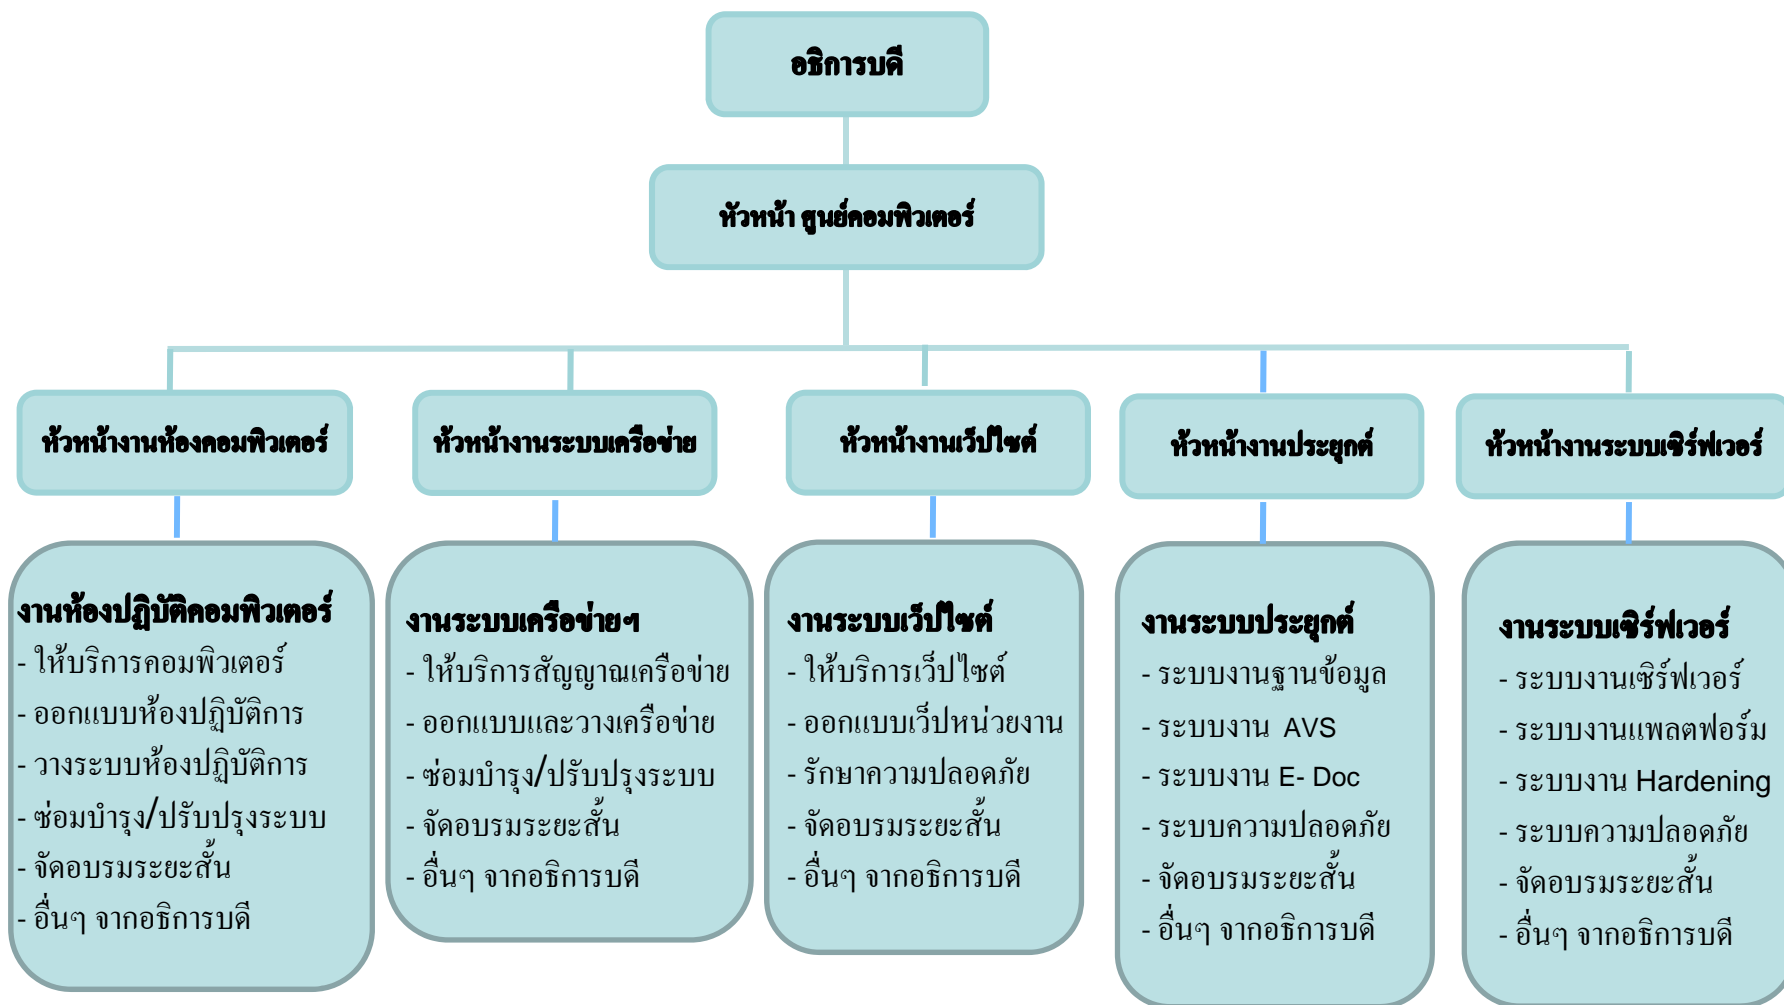 อธิการบดี
หัวหน้า ศูนย์คอมพิวเตอร์
หัวหน้างานห้องคอมพิวเตอร์
หัวหน้างานระบบเครือข่าย
หัวหน้างานเว็ปไซต์
หัวหน้างานประยุกต์
หัวหน้างานระบบเซิร์ฟเวอร์
งานห้องปฏิบัติคอมพิวเตอร์
- ให้บริการคอมพิวเตอร์
- ออกแบบห้องปฏิบัติการ
- วางระบบห้องปฏิบัติการ
- ซ่อมบำรุง/ปรับปรุงระบบ
- จัดอบรมระยะสั้น
- อื่นๆ จากอธิการบดี
งานระบบเครือข่ายฯ
- ให้บริการสัญญาณเครือข่าย
- ออกแบบและวางเครือข่าย
- ซ่อมบำรุง/ปรับปรุงระบบ
- จัดอบรมระยะสั้น
- อื่นๆ จากอธิการบดี
งานระบบเว็ปไซต์
- ให้บริการเว็ปไซต์
- ออกแบบเว็ปหน่วยงาน
- รักษาความปลอดภัย
- จัดอบรมระยะสั้น
- อื่นๆ จากอธิการบดี
งานระบบประยุกต์
- ระบบงานฐานข้อมูล
- ระบบงาน AVS
- ระบบงาน E- Doc
- ระบบความปลอดภัย
- จัดอบรมระยะสั้น
- อื่นๆ จากอธิการบดี
งานระบบเซิร์ฟเวอร์
- ระบบงานเซิร์ฟเวอร์
- ระบบงานแพลตฟอร์ม
- ระบบงาน Hardening
- ระบบความปลอดภัย
- จัดอบรมระยะสั้น
- อื่นๆ จากอธิการบดี